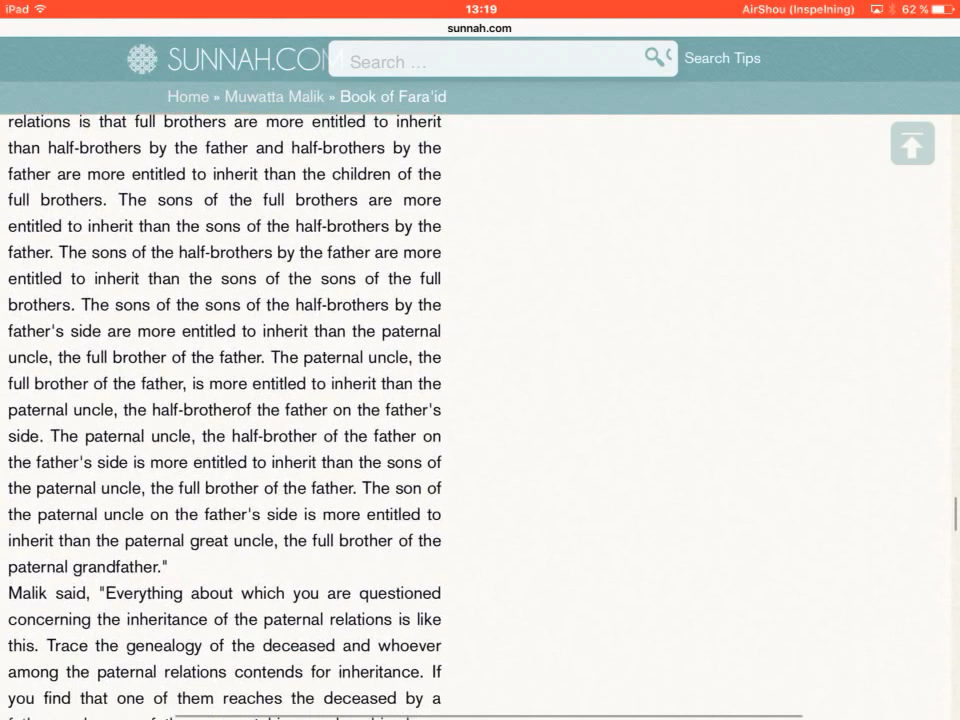 iPad 13:19 AirShou (Inspelning) 62 %
sunnah.com
SUNNAH.COM Search ... Search Tips
Home » Muwatta Malik » Book of Fara'id
relations is that full brothers are more entitled to inherit
than half-brothers by the father and half-brothers by the
father are more entitled to inherit than the children of the
full brothers. The sons of the full brothers are more
entitled to inherit than the sons of the half-brothers by the
father. The sons of the half-brothers by the father are more
entitled to inherit than the sons of the sons of the full
brothers. The sons of the sons of the half-brothers by the
father's side are more entitled to inherit than the paternal
uncle, the full brother of the father. The paternal uncle, the
full brother of the father, is more entitled to inherit than the
paternal uncle, the half-brotherof the father on the father's
side. The paternal uncle, the half-brother of the father on
the father's side is more entitled to inherit than the sons of
the paternal uncle, the full brother of the father. The son of
the paternal uncle on the father's side is more entitled to
inherit than the paternal great uncle, the full brother of the
paternal grandfather."
Malik said, "Everything about which you are questioned
concerning the inheritance of the paternal relations is like
this. Trace the genealogy of the deceased and whoever
among the paternal relations contends for inheritance. If
you find that one of them reaches the deceased by a